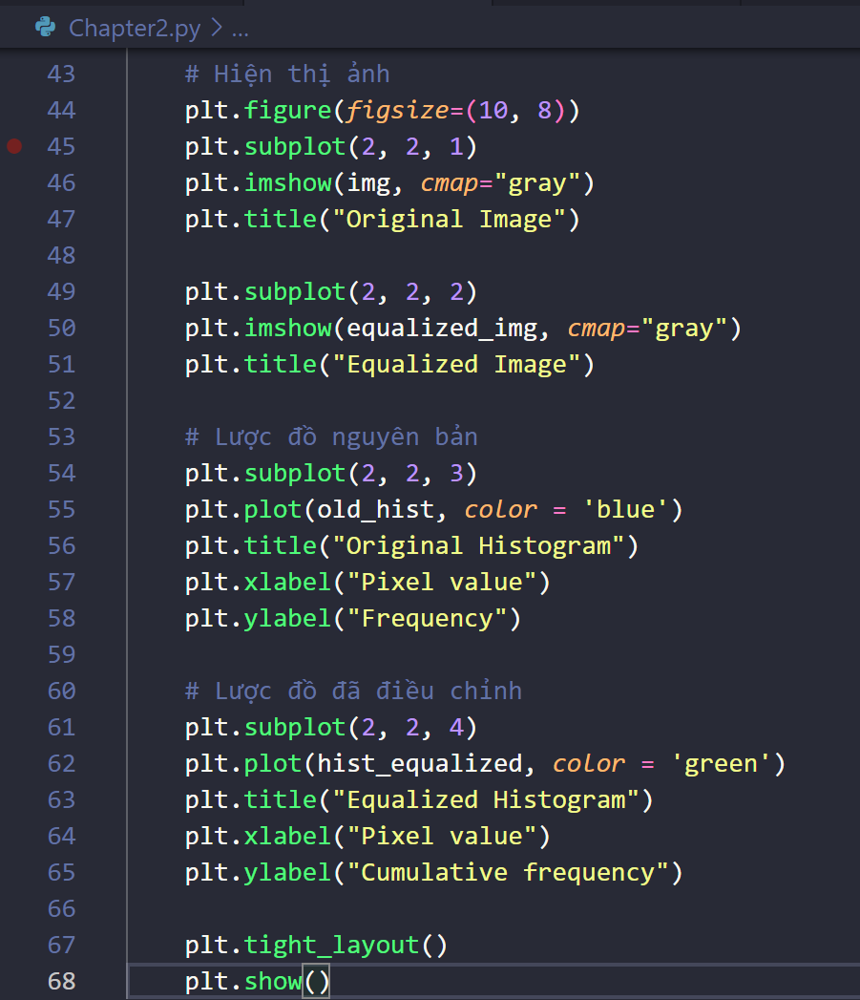 Chapter2.py > ...
43 # Hiện thị ảnh
44 plt.figure(figsize=(10, 8))
45 plt.subplot(2, 2, 1)
46 plt.imshow(img, cmap="gray")
47 plt.title("Original Image")
48
49 plt.subplot(2, 2, 2)
50 plt.imshow(equalized_img, cmap="gray")
51 plt.title("Equalized Image")
52
53 # Lược đồ nguyên bản
54 plt.subplot(2, 2, 3)
55 plt.plot(old_hist, color = 'blue')
56 plt.title("Original Histogram")
57 plt.xlabel("Pixel value")
58 plt.ylabel("Frequency")
59
60 # Lược đồ đã điều chỉnh
61 plt.subplot(2, 2, 4)
62 plt.plot(hist_equalized, color = 'green')
63 plt.title("Equalized Histogram")
64 plt.xlabel("Pixel value")
65 plt.ylabel("Cumulative frequency")
66
67 plt.tight_layout()
68 plt.show()